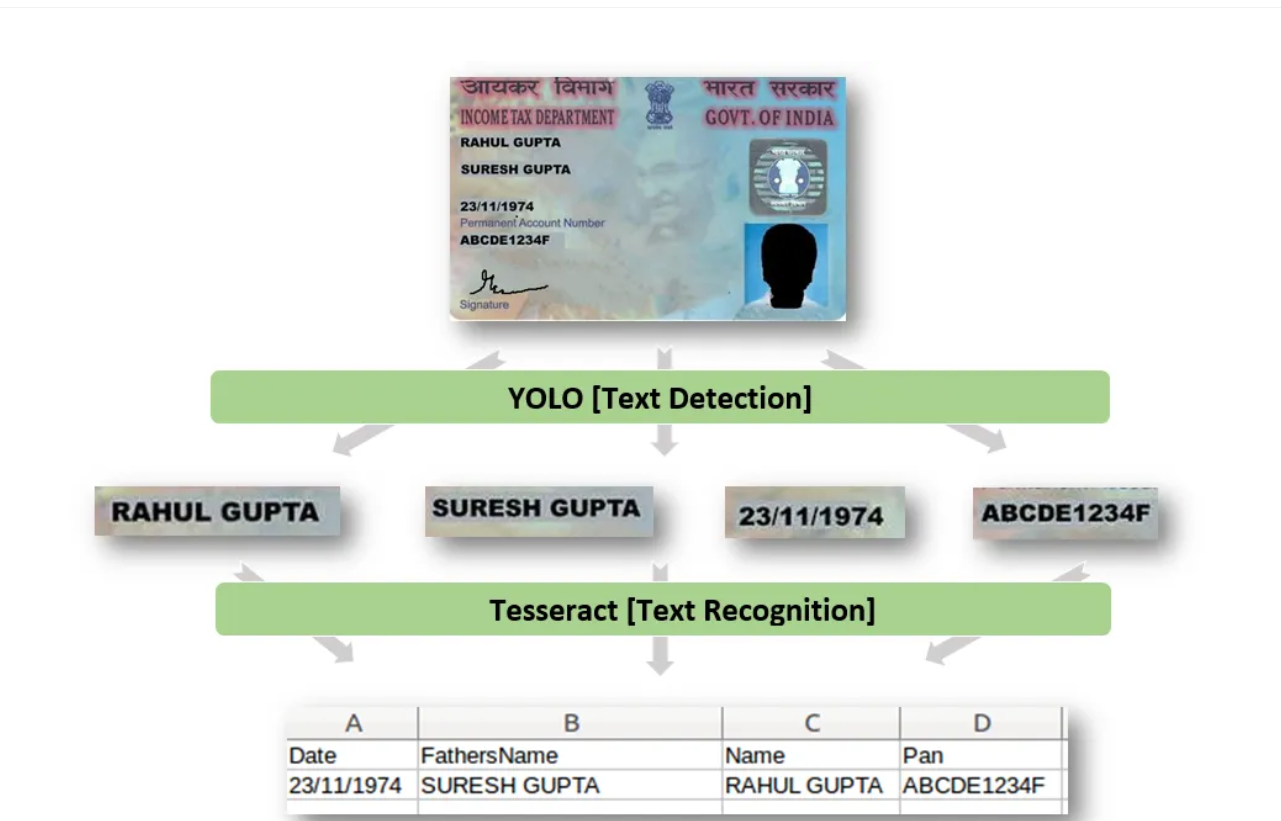 आयकर विभाग
भारत सरकार
INCOME TAX DEPARTMENT
GOVT. OF INDIA
RAHUL GUPTA
SURESH GUPTA
23/11/1974
Permanent Account Number
ABCDE1234F
Signature
YOLO [Text Detection]
RAHUL GUPTA
SURESH GUPTA
23/11/1974
ABCDE1234F
Tesseract [Text Recognition]
A B C D
Date FathersName Name Pan
23/11/1974 SURESH GUPTA RAHUL GUPTA ABCDE1234F